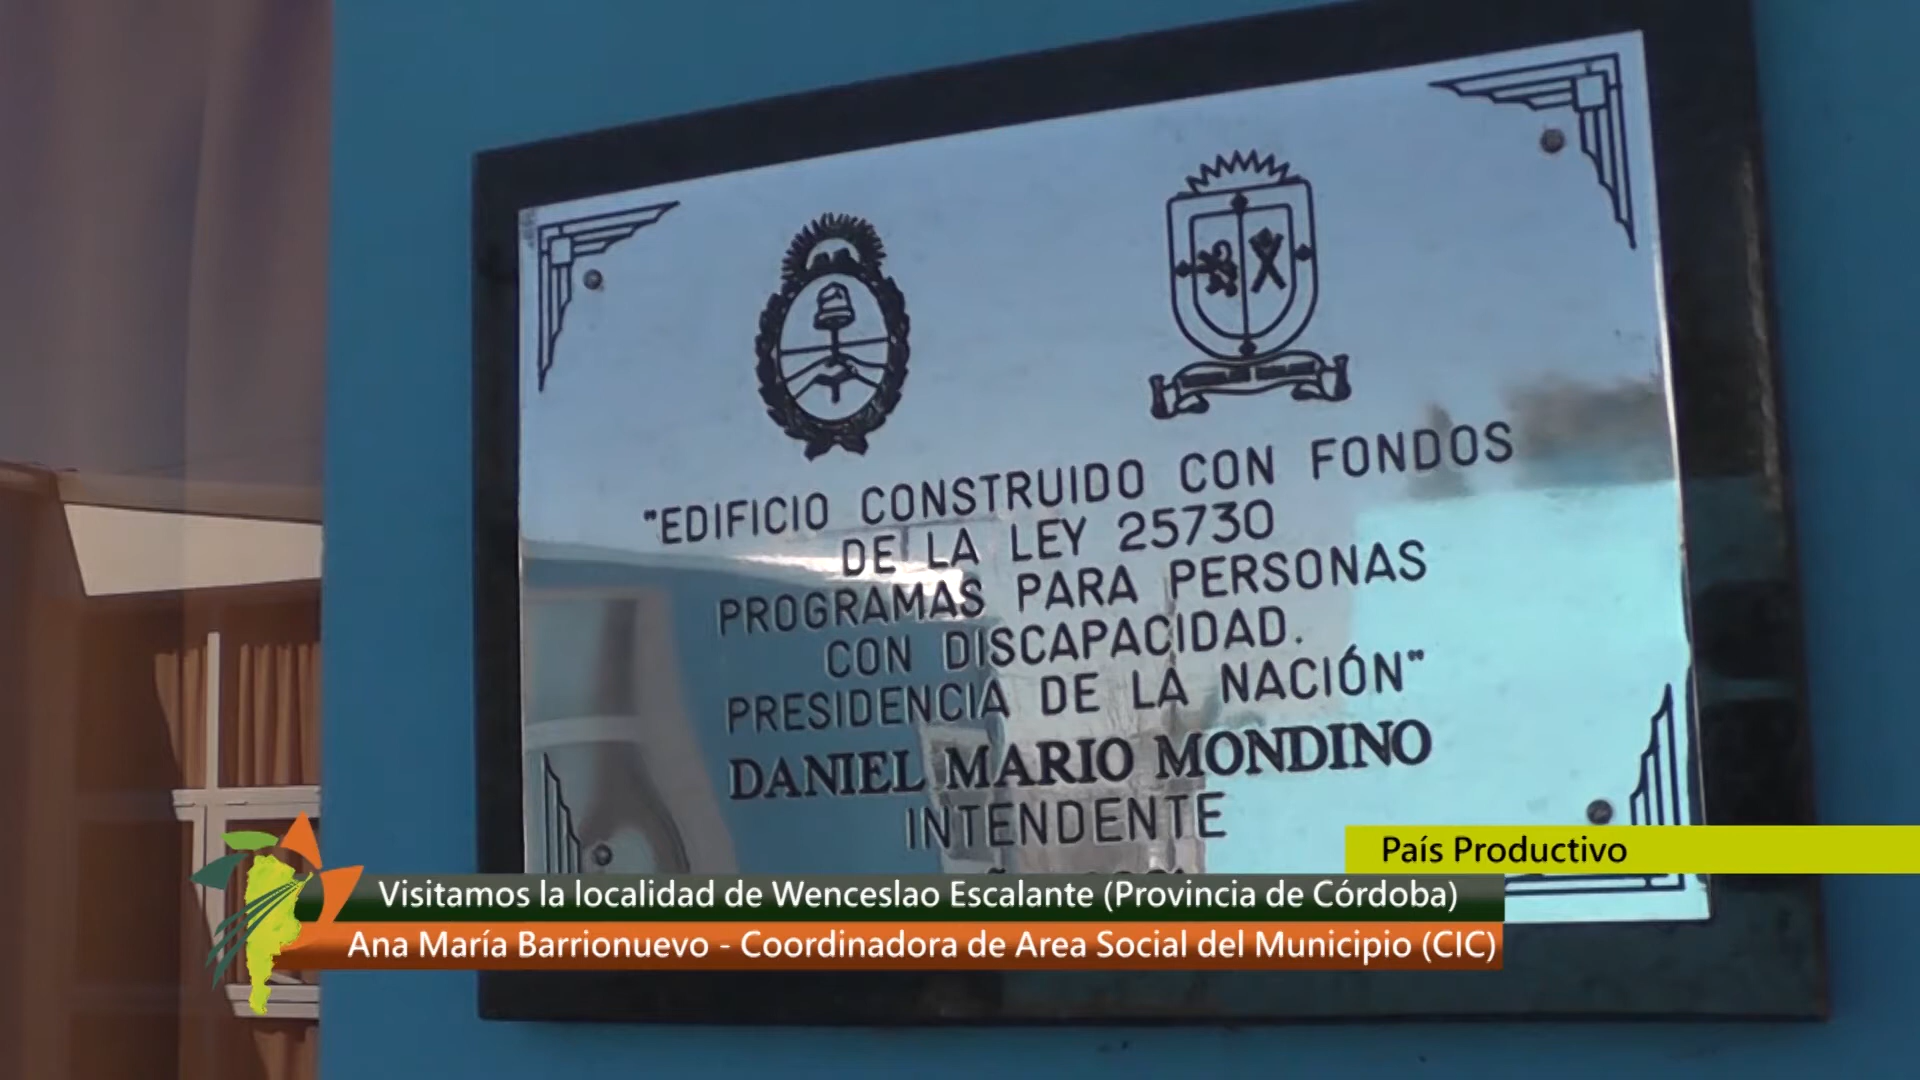 "EDIFICIO CONSTRUIDO CON FONDOS
DE LA LEY 25730
PROGRAMAS PARA PERSONAS
CON DISCAPACIDAD.
PRESIDENCIA DE LA NACIÓN"
DANIEL MARIO MONDINO
INTENDENTE
País Productivo
Visitamos la localidad de Wenceslao Escalante (Provincia de Córdoba)
Ana María Barrionuevo - Coordinadora de Area Social del Municipio (CIC)